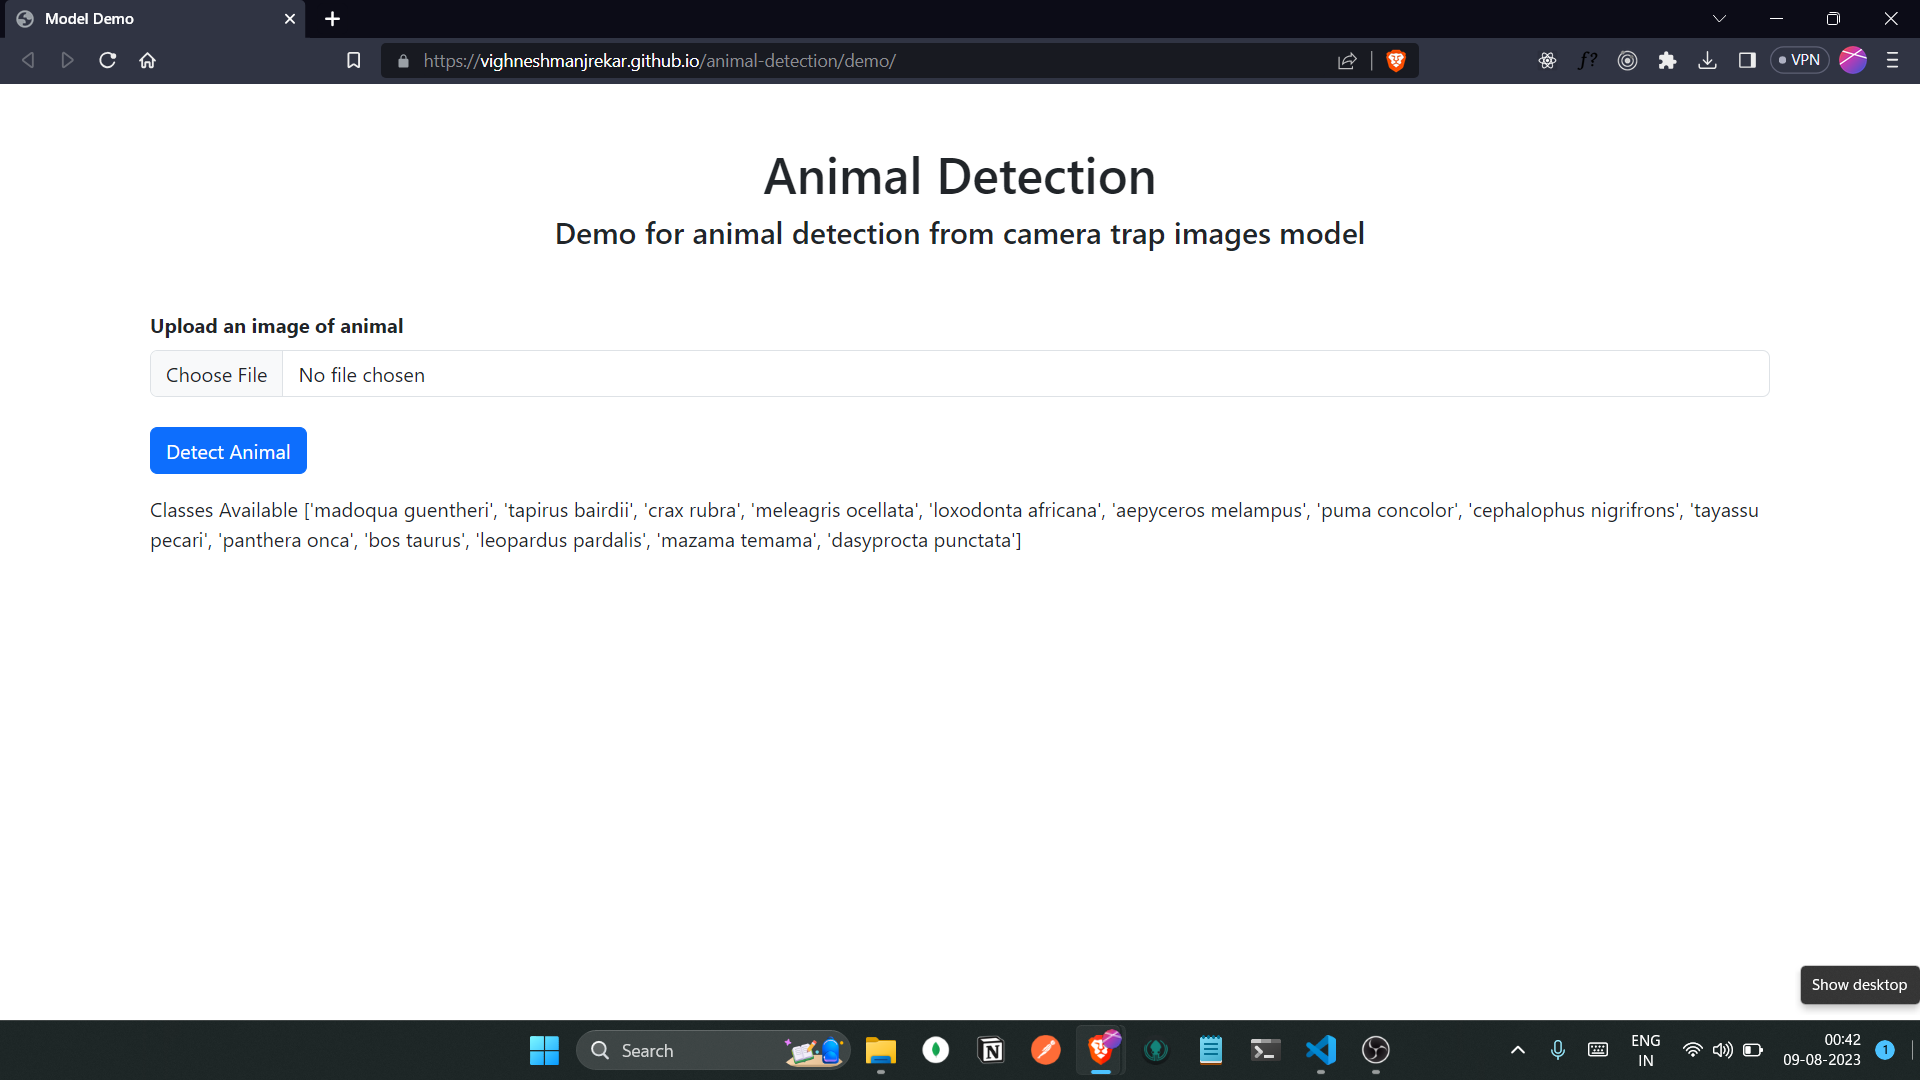 Model Demo
https://vighneshmanjrekar.github.io/animal-detection/demo/
VPN
Animal Detection
Demo for animal detection from camera trap images model
Upload an image of animal
Choose File
No file chosen
Detect Animal
Classes Available ['madoqua guentheri', 'tapirus bairdii', 'crax rubra', 'meleagris ocellata', 'loxodonta africana', 'aepyceros melampus', 'puma concolor', 'cephalophus nigrifrons', 'tayassu
pecari', 'panthera onca', 'bos taurus', 'leopardus pardalis', 'mazama temama', 'dasyprocta punctata']
Show desktop
Search
ENG
IN
00:42
09-08-2023
1